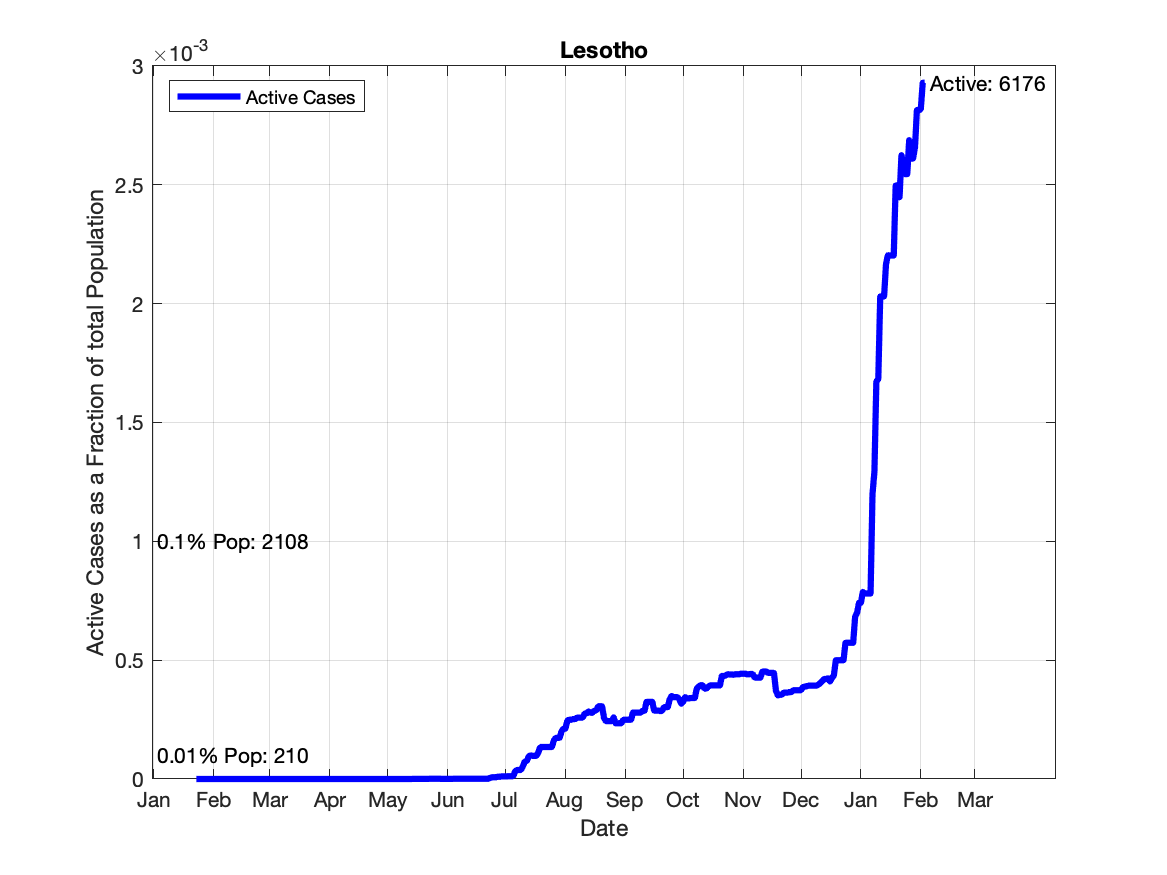 Lesotho
×10-3
3
Active Cases
Active: 6176
2.5
2
1.5
1
0.1% Pop: 2108
0.5
0.01% Pop: 210
0
Active Cases as a Fraction of total Population
Jan Feb Mar Apr May Jun Jul Aug Sep Oct Nov Dec Jan Feb Mar
Date